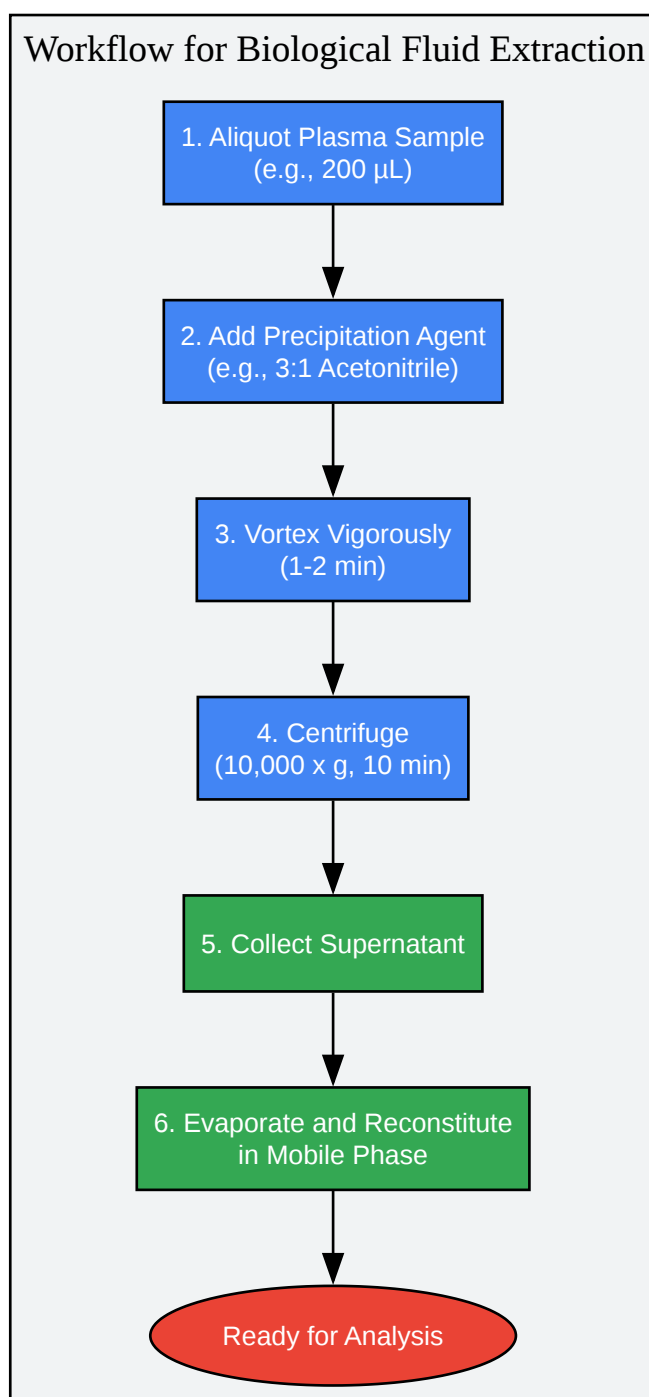 Workflow for Biological Fluid Extraction
1. Aliquot Plasma Sample
(e.g., 200 µL)
2. Add Precipitation Agent
(e.g., 3:1 Acetonitrile)
3. Vortex Vigorously
(1-2 min)
4. Centrifuge
(10,000 x g, 10 min)
5. Collect Supernatant
6. Evaporate and Reconstitute
in Mobile Phase
Ready for Analysis